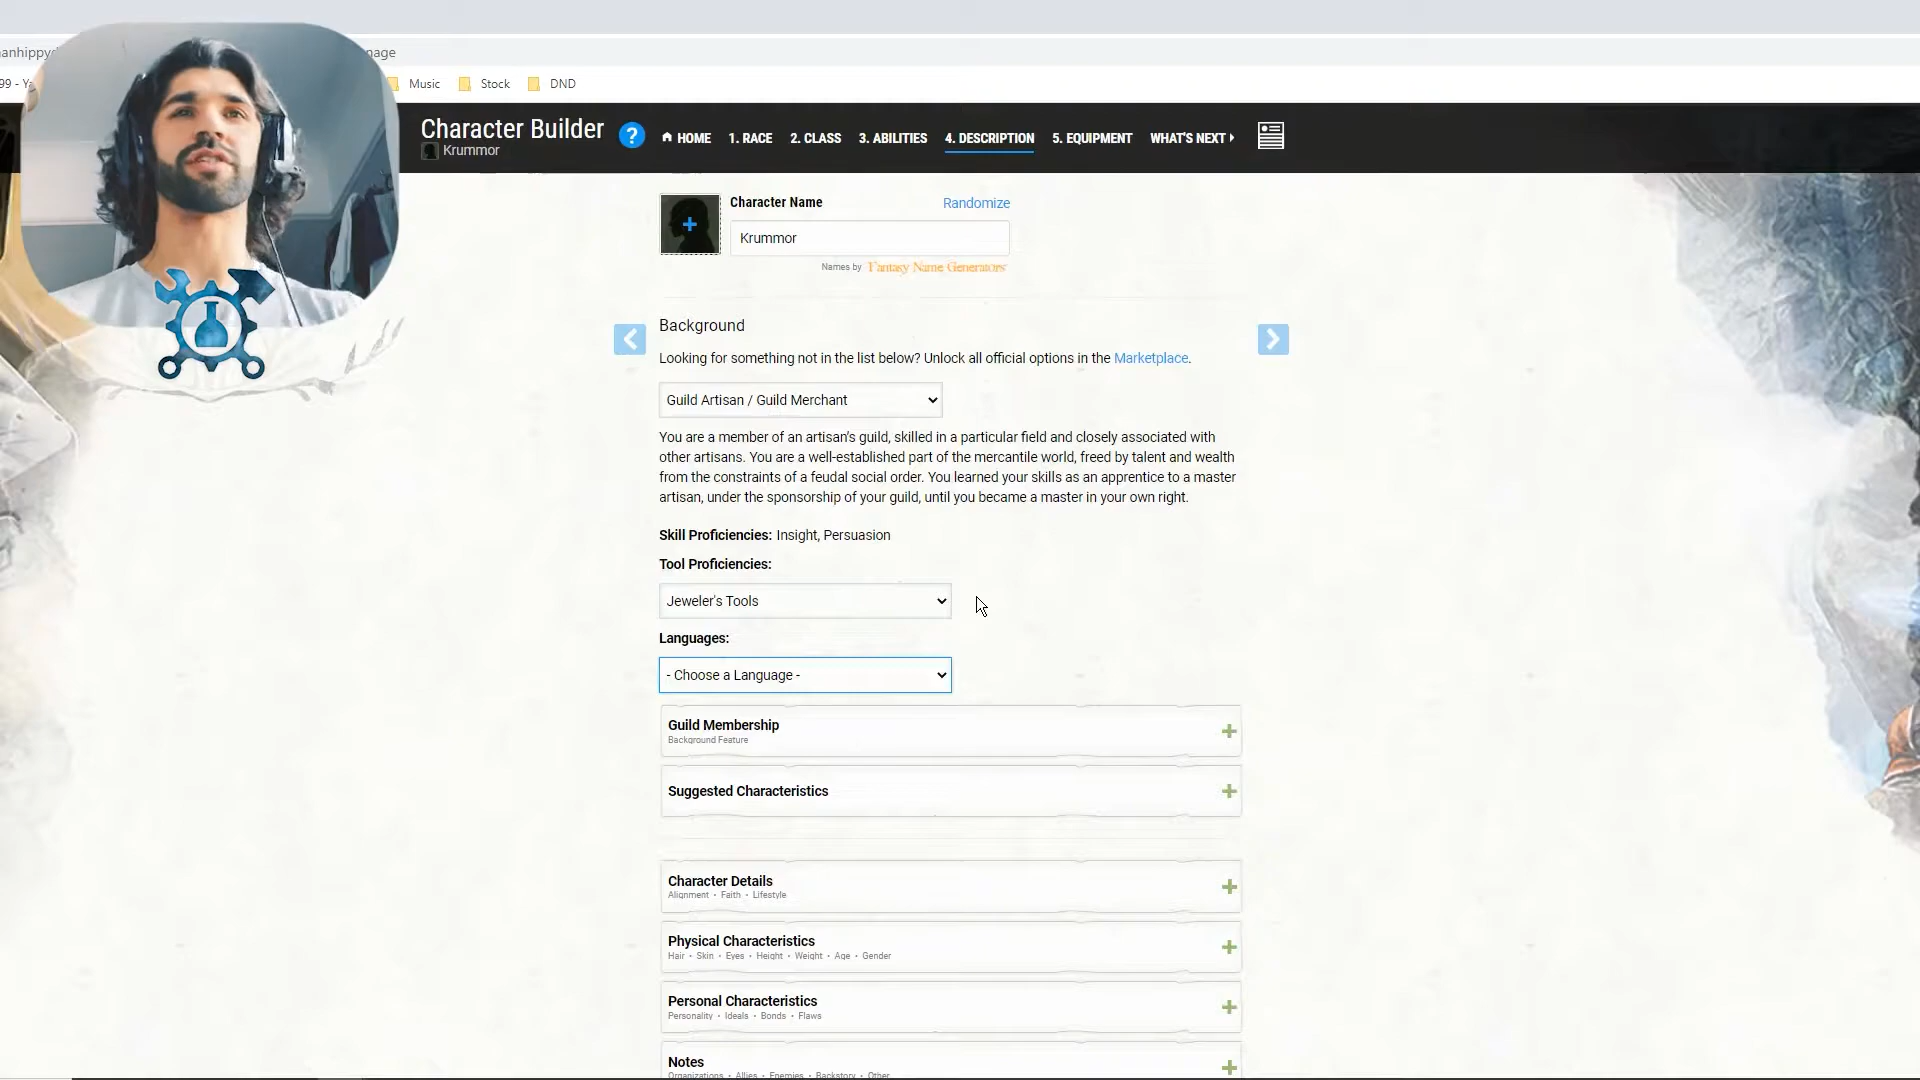 nage
Music
Stock
DND
Character Builder
Krummor
?
HOME
1. RACE
2. CLASS
3. ABILITIES
4. DESCRIPTION
5. EQUIPMENT
WHAT'S NEXT
Character Name
Randomize
Krummor
Names by Fantasy Name Generators
Background
Looking for something not in the list below? Unlock all official options in the Marketplace.
Guild Artisan / Guild Merchant
You are a member of an artisan's guild, skilled in a particular field and closely associated with
other artisans. You are a well-established part of the mercantile world, freed by talent and wealth
from the constraints of a feudal social order. You learned your skills as an apprentice to a master
artisan, under the sponsorship of your guild, until you became a master in your own right.
Skill Proficiencies: Insight, Persuasion
Tool Proficiencies:
Jeweler's Tools
Languages:
- Choose a Language -
Guild Membership
Background Feature
Suggested Characteristics
Character Details
Alignment • Faith • Lifestyle
Physical Characteristics
Hair • Skin • Eyes • Height • Weight • Age • Gender
Personal Characteristics
Personality • Ideals • Bonds • Flaws
Notes
Organizations • Allies • Enemies • Backstory • Other